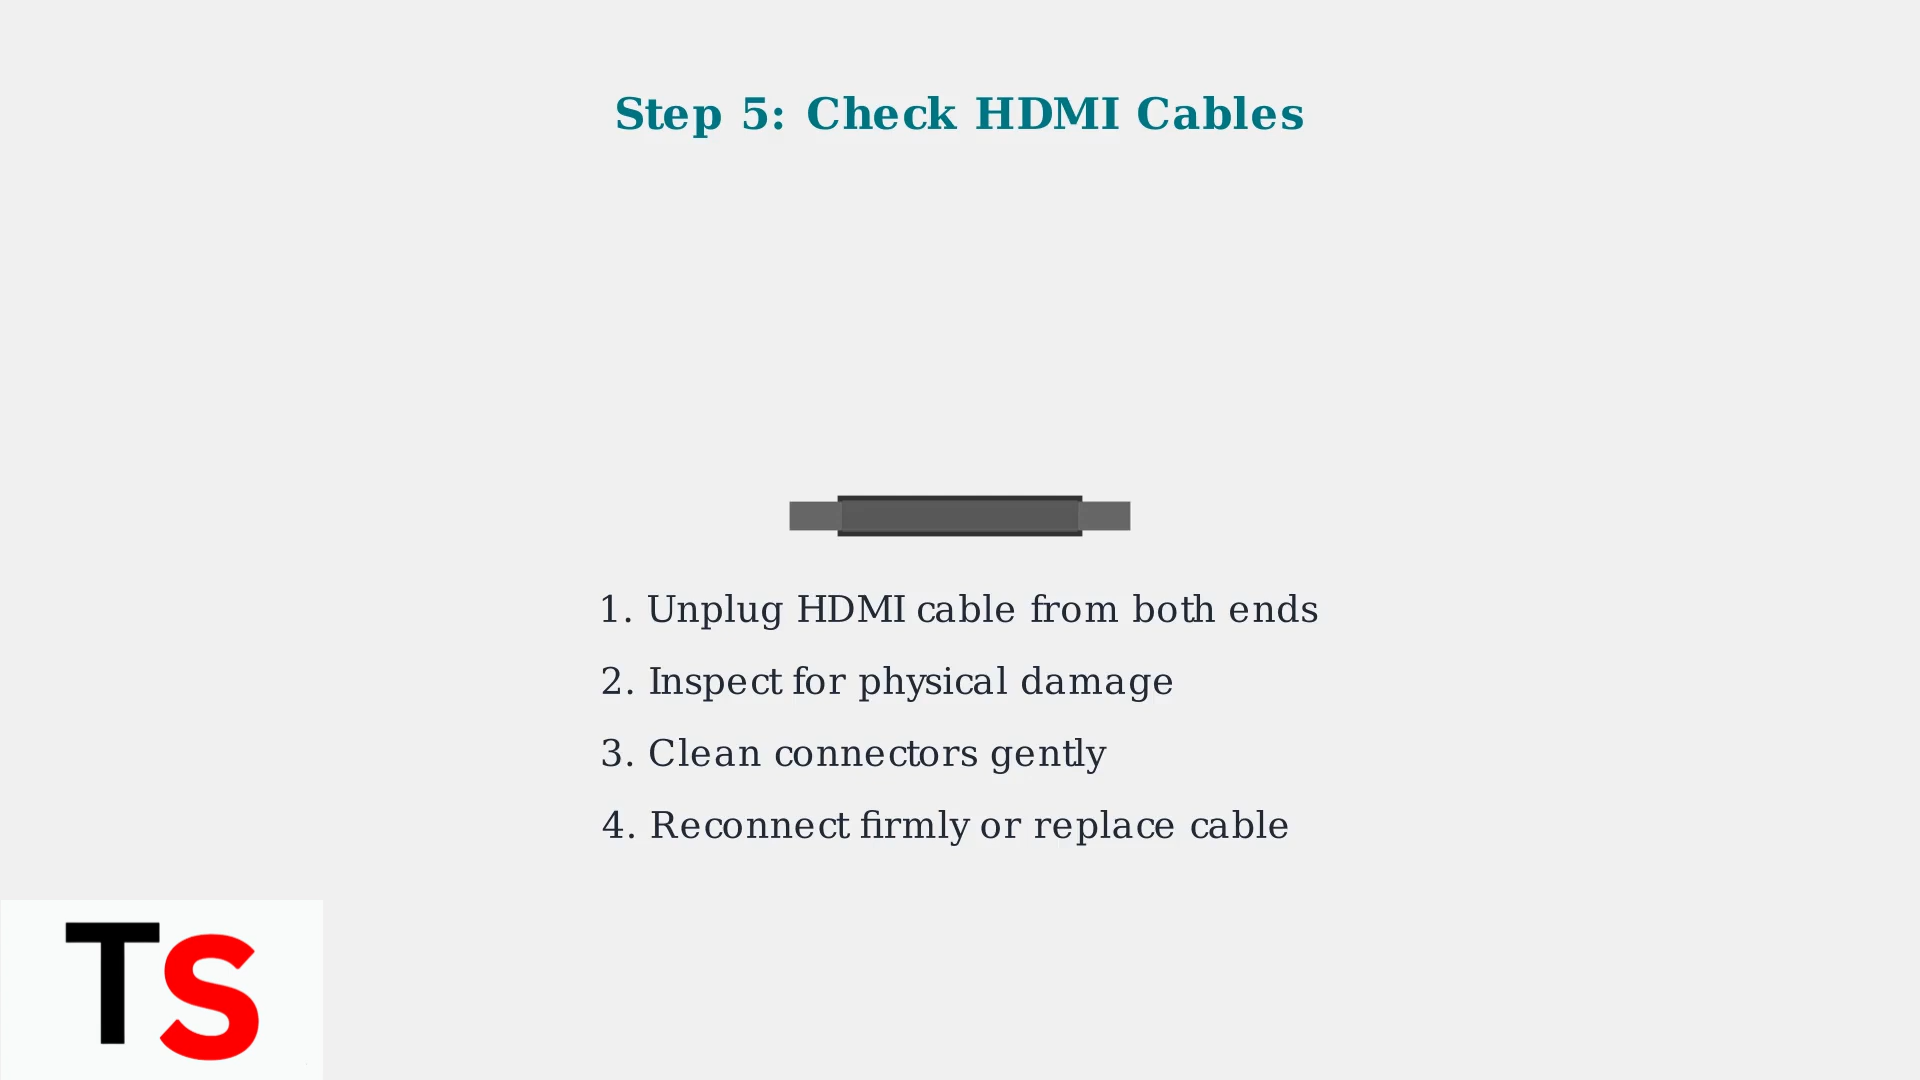 Step 5: Check HDMI Cables
1. Unplug HDMI cable from both ends
2. Inspect for physical damage
3. Clean connectors gently
4. Reconnect firmly or replace cable
TS